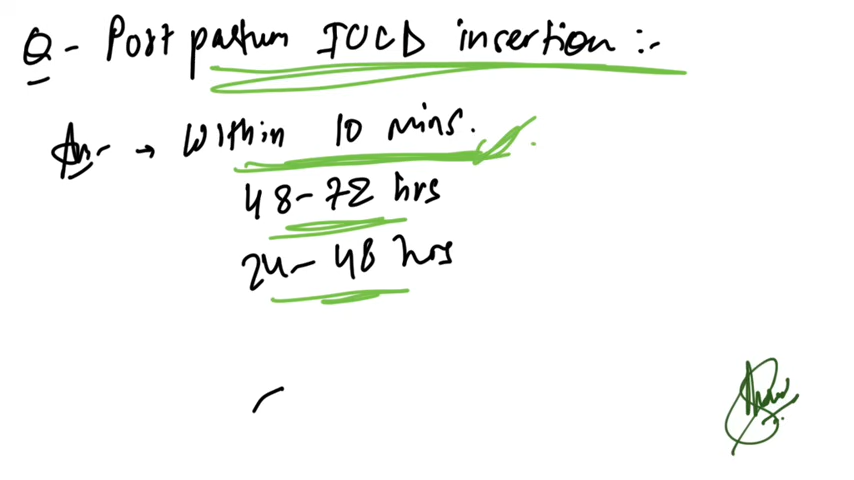 Q - Post partum IUCD insertion :-
Ans → Within 10 mins.
48 - 72 hrs
24 - 48 hrs